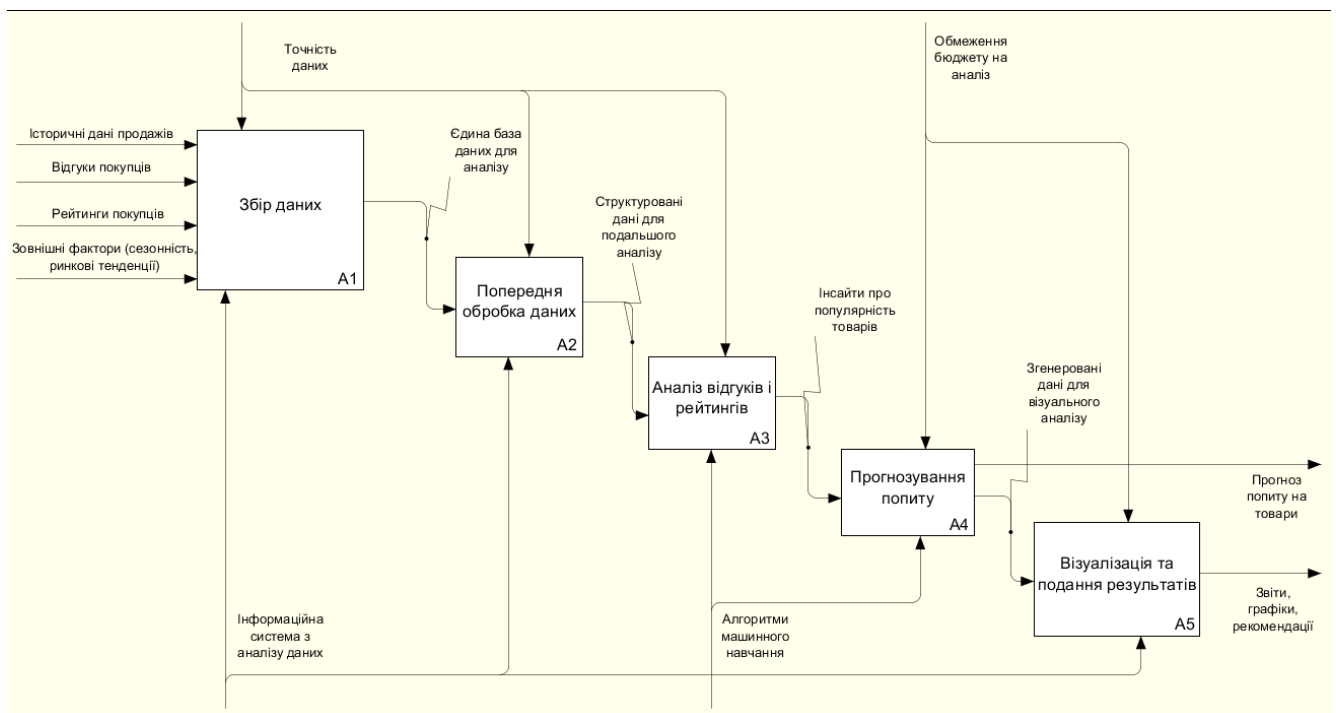 Точність
даних
Обмеження
бюджету на
аналіз
Історичні дані продажів
Відгуки покупців
Рейтинги покупців
Зовнішні фактори (сезонність,
ринкові тенденції)
Збір даних
A1
Єдина база
даних для
аналізу
Попередня
обробка даних
A2
Структуровані
дані для
подальшого
аналізу
Аналіз відгуків і
рейтингів
A3
Інсайти про
популярність
товарів
Прогнозування
попиту
A4
Згенеровані
дані для
візуального
аналізу
Прогноз
попиту на
товари
Візуалізація та
подання результатів
A5
Звіти,
графіки,
рекомендації
Інформаційна
система з
аналізу даних
Алгоритми
машинного
навчання